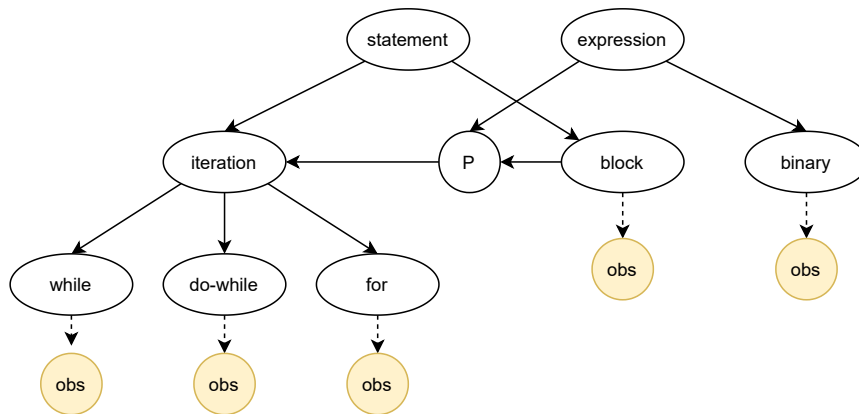 statement
expression
iteration
P
block
binary
while
do-while
for
obs
obs
obs
obs
obs